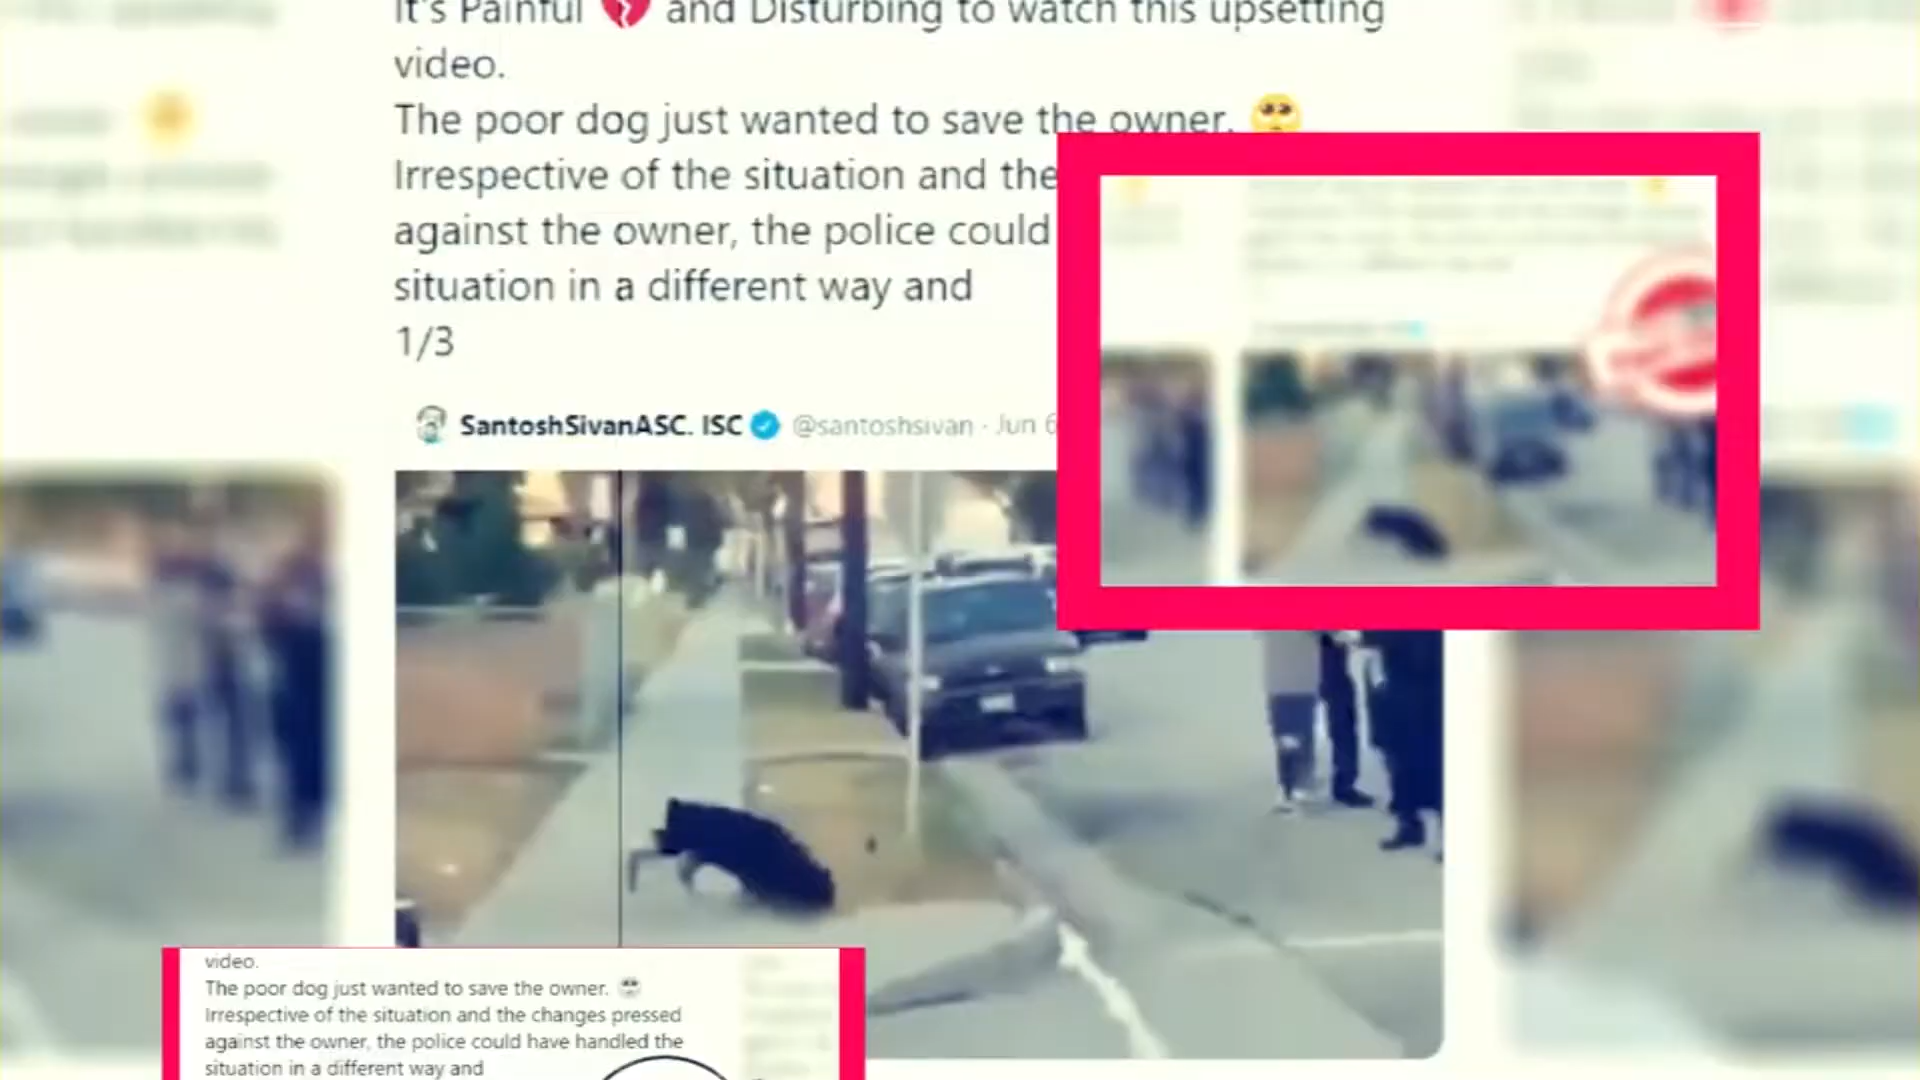 It's Painful 💔 and Disturbing to watch this upsetting
video.
The poor dog just wanted to save the owner. 🥺
Irrespective of the situation and the
against the owner, the police could
situation in a different way and
1/3
SantoshSivanASC. ISC @santoshsivan · Jun 6
video.
The poor dog just wanted to save the owner. 🥺
Irrespective of the situation and the changes pressed
against the owner, the police could have handled the
situation in a different way and